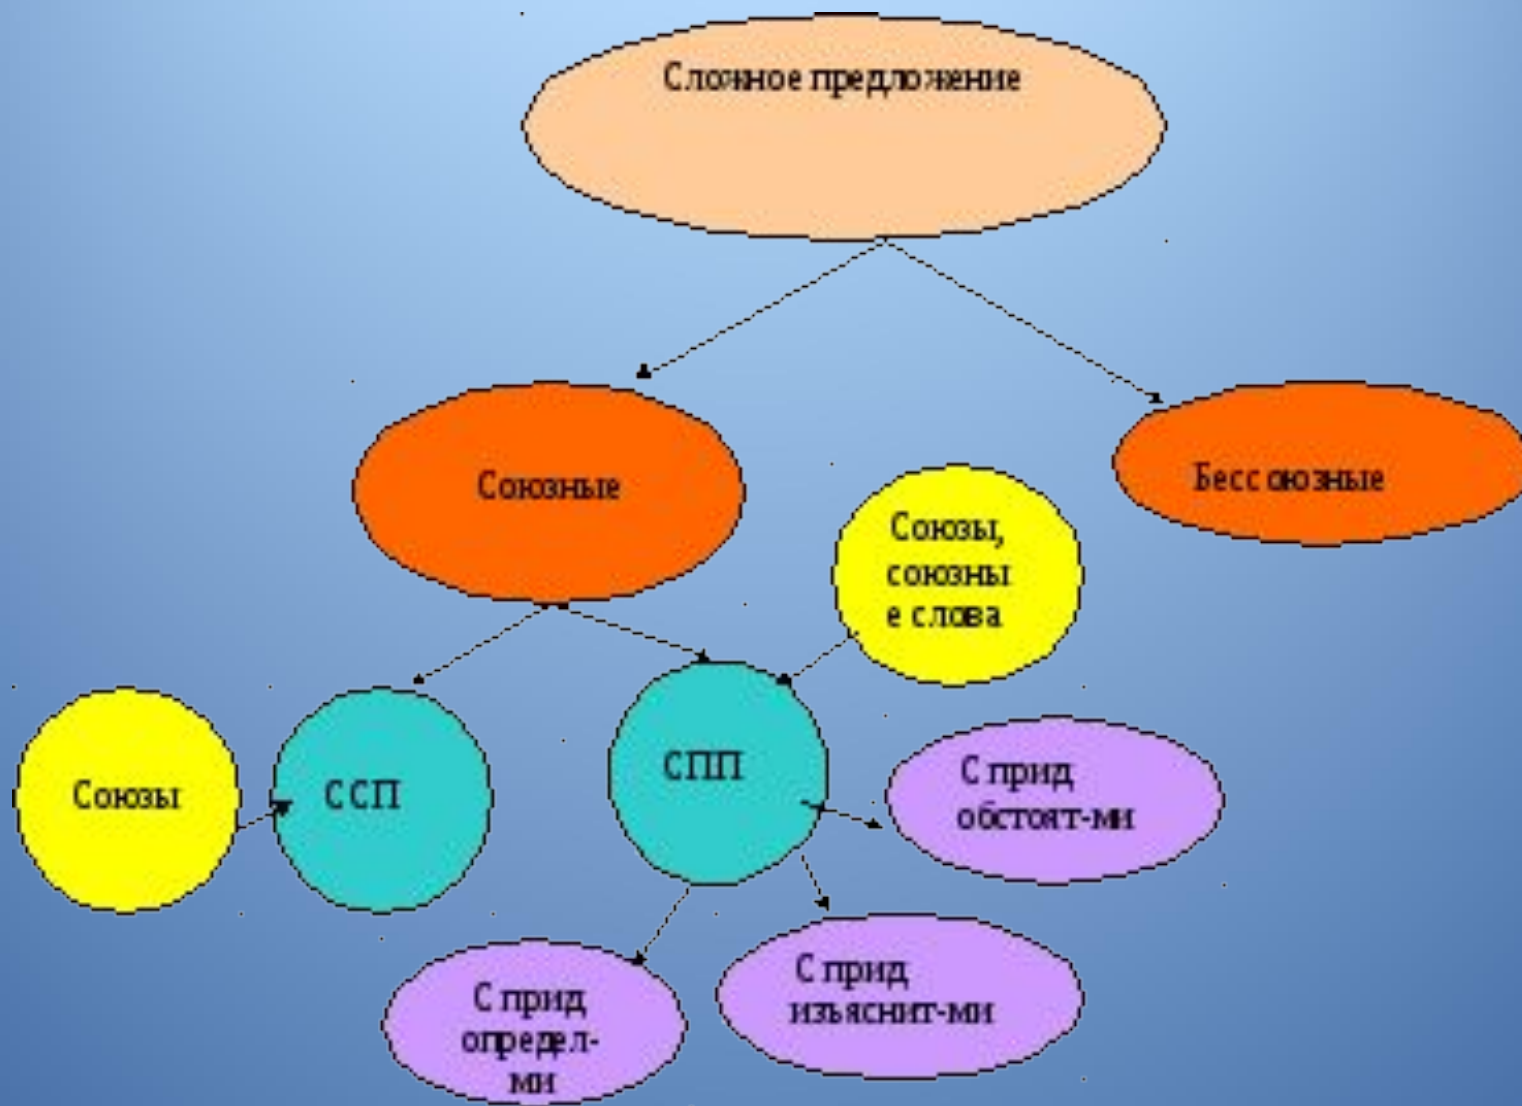 Сложное предложение
Союзные
Бессоюзные
Союзы,
союзны
е слова
Союзы
ССП
СПП
С прид
обстоят-ми
С прид
изъяснит-ми
С прид
определ-
ми